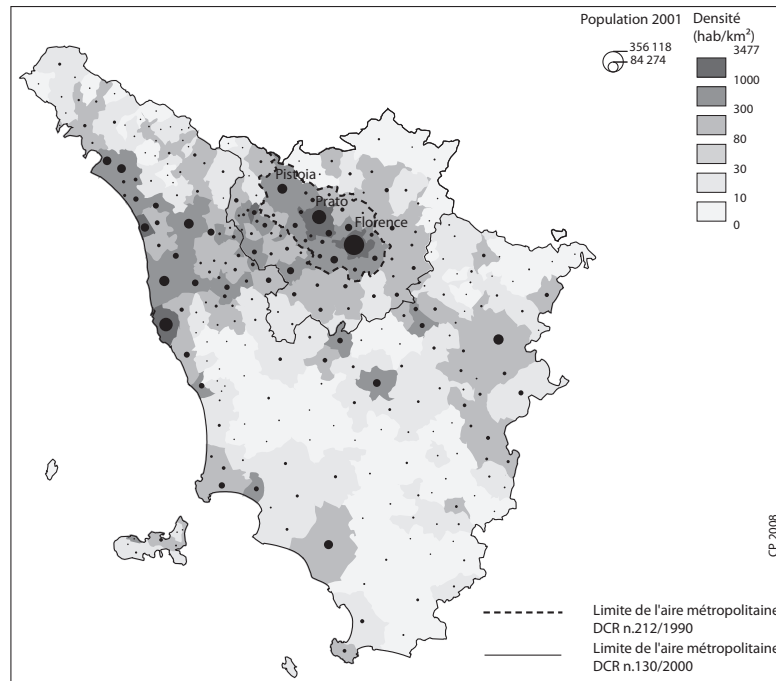 Population 2001
356 118
84 274
Densité
(hab/km²)
3477
1000
300
80
30
10
0
Pistoia
Prato
Florence
CP 2008
Limite de l'aire métropolitaine
DCR n.212/1990
Limite de l'aire métropolitaine
DCR n.130/2000